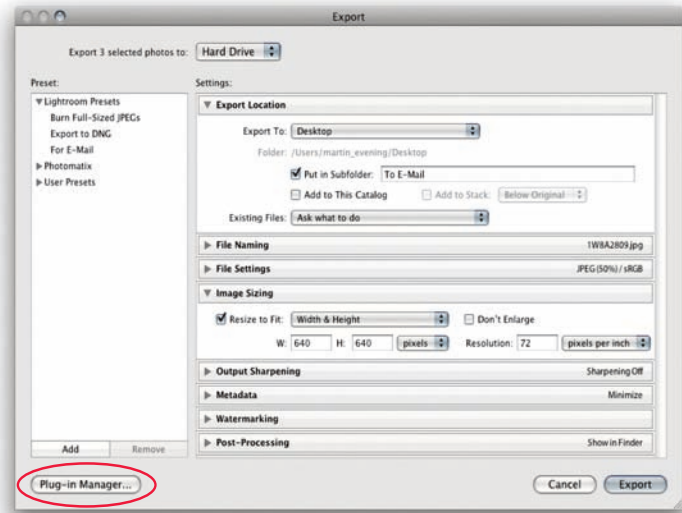 Export
Export 3 selected photos to: Hard Drive
Preset:
Lightroom Presets
Burn Full-Sized JPEGs
Export to DNG
For E-Mail
Photomatix
User Presets
Add Remove
Settings:
Export Location
Export To: Desktop
Folder: /Users/martin_evening/Desktop
Put in Subfolder: To E-Mail
Add to This Catalog Add to Stack: Below Original
Existing Files: Ask what to do
File Naming 1W8A2809.jpg
File Settings JPEG (50%) / sRGB
Image Sizing
Resize to Fit: Width & Height Don't Enlarge
W: 640 H: 640 pixels Resolution: 72 pixels per inch
Output Sharpening Sharpening Off
Metadata Minimize
Watermarking
Post-Processing Show in Finder
Plug-in Manager... Cancel Export